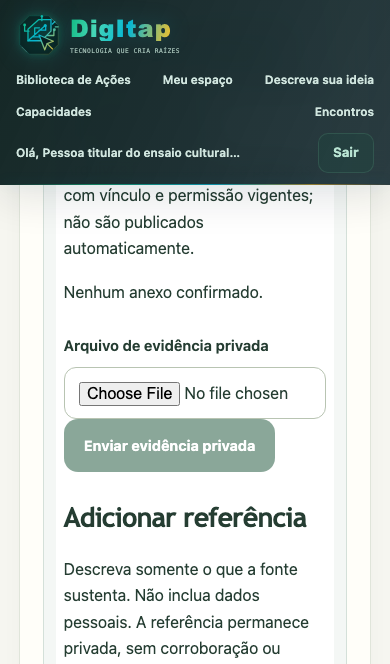 DigItap
TECNOLOGIA QUE CRIA RAÍZES
Biblioteca de Ações Meu espaço Descreva sua ideia
Capacidades Encontros
Olá, Pessoa titular do ensaio cultural... Sair
com vínculo e permissão vigentes;
não são publicados
automaticamente.
Nenhum anexo confirmado.
Arquivo de evidência privada
Choose File No file chosen
Enviar evidência privada
Adicionar referência
Descreva somente o que a fonte
sustenta. Não inclua dados
pessoais. A referência permanece
privada, sem corroboração ou